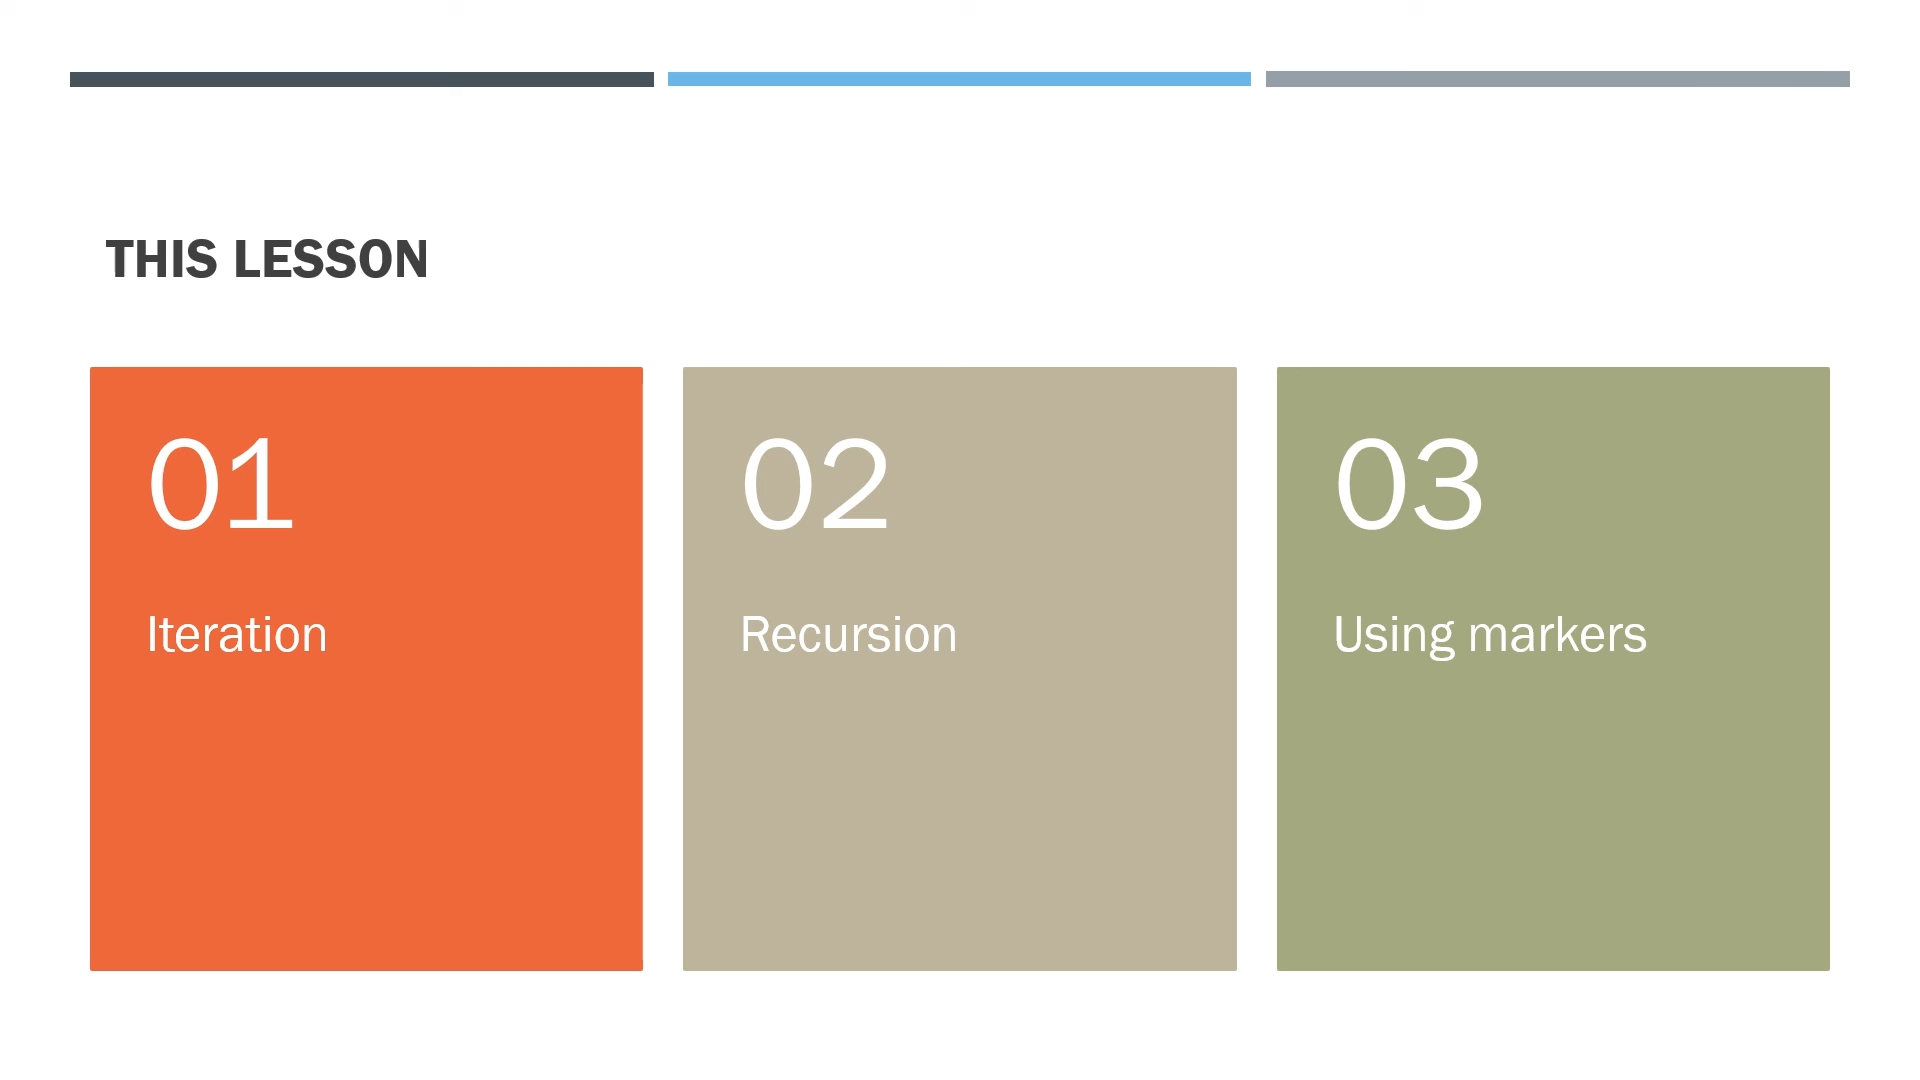 THIS LESSON
01
Iteration
02
Recursion
03
Using markers